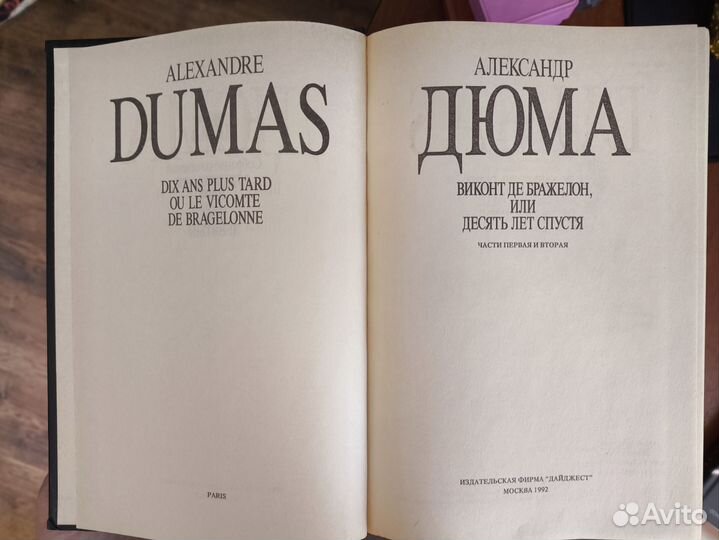 ALEXANDRE
DUMAS
DIX ANS PLUS TARD
OU LE VICOMTE
DE BRAGELONNE
PARIS
АЛЕКСАНДР
ДЮМА
ВИКОНТ ДЕ БРАЖЕЛОН,
ИЛИ
ДЕСЯТЬ ЛЕТ СПУСТЯ
ЧАСТИ ПЕРВАЯ И ВТОРАЯ
ИЗДАТЕЛЬСКАЯ ФИРМА "ДАЙДЖЕСТ"
МОСКВА 1992
Avito